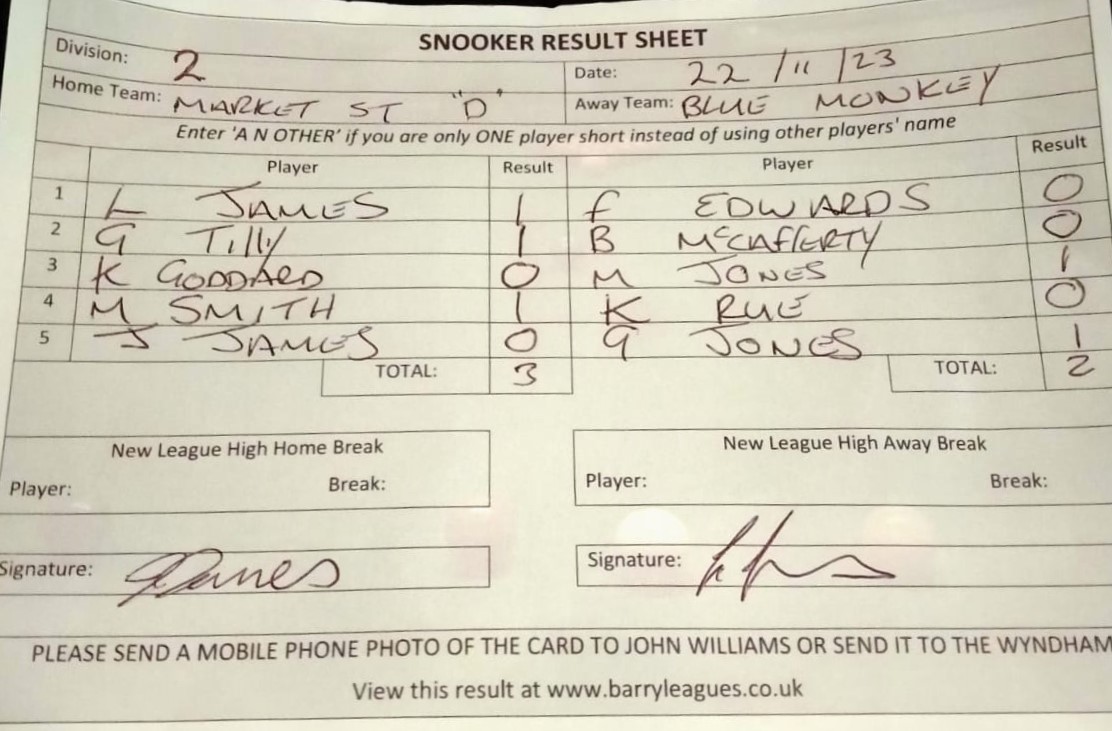 SNOOKER RESULT SHEET
Division: 2 Date: 22/11/23
Home Team: MARKET ST "D" Away Team: BLUE MONKEY
Enter 'A N OTHER' if you are only ONE player short instead of using other players' name
Player Result Player Result
1 L JAMES 1 F EDWARDS 0
2 G TILLY 1 B McCAFFERTY 0
3 K GODDARD 0 M JONES 1
4 M SMITH 1 K RUE 0
5 J JAMES 0 G JONES 1
TOTAL: 3 TOTAL: 2
New League High Home Break New League High Away Break
Player: Break: Player: Break:
Signature: Signature:
PLEASE SEND A MOBILE PHONE PHOTO OF THE CARD TO JOHN WILLIAMS OR SEND IT TO THE WYNDHAM
View this result at www.barryleagues.co.uk